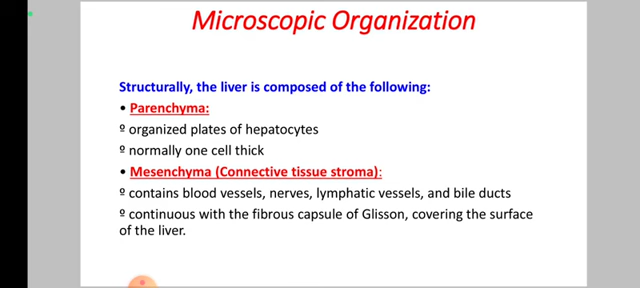 Microscopic Organization
Structurally, the liver is composed of the following:
• Parenchyma:
º organized plates of hepatocytes
º normally one cell thick
• Mesenchyma (Connective tissue stroma):
º contains blood vessels, nerves, lymphatic vessels, and bile ducts
º continuous with the fibrous capsule of Glisson, covering the surface
of the liver.